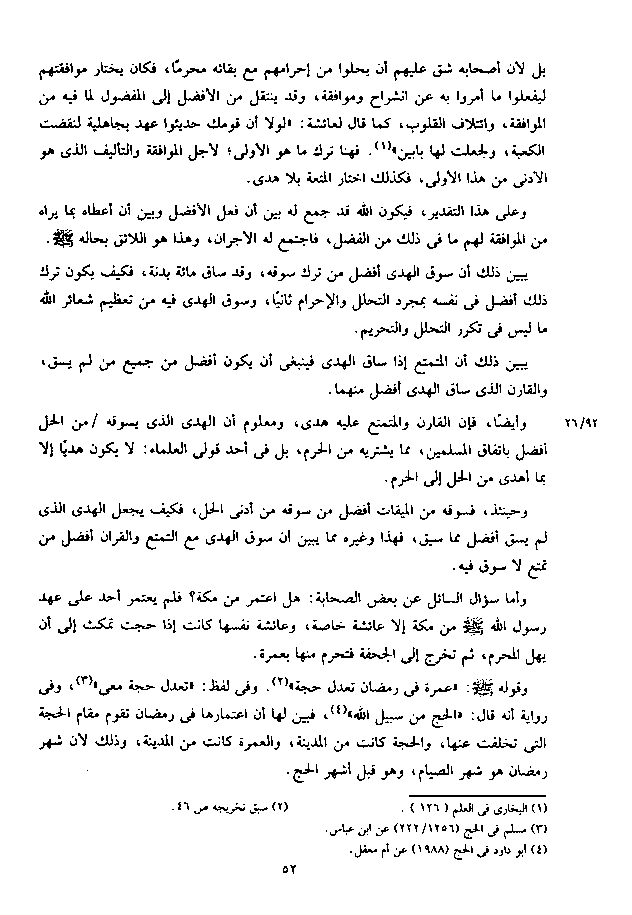 بل لأن أصحابه شق عليهم أن يحلوا من إحرامهم مع بقائه محرمًا، فكان يختار موافقتهم
ليفعلوا ما أمروا به عن انشراح وموافقة، وقد ينتقل من الأفضل إلى المفضول لما فيه من
الموافقة، وائتلاف القلوب، كما قال لعائشة: «لولا أن قومك حديثوا عهد بجاهلية لنقضت
الكعبة، ولجعلت لها بابين»(١). فهنا ترك ما هو الأولى؛ لأجل الموافقة والتأليف الذى هو
الأدنى من هذا الأولى، فكذلك اختار المتعة بلا هدى.
وعلى هذا التقدير، فيكون الله قد جمع له بين أن فعل الأفضل وبين أن أعطاه بما يراه
من الموافقة لهم ما فى ذلك من الفضل، فاجتمع له الأجران، وهذا هو اللائق بحاله ﷺ.
يبين ذلك أن سوق الهدى أفضل من ترك سوقه، وقد ساق مائة بدنة، فكيف يكون ترك
ذلك أفضل فى نفسه بمجرد التحلل والإحرام ثانيًا، وسوق الهدى فيه من تعظيم شعائر الله
ما ليس فى تكرر التحلل والتحريم.
يبين ذلك أن المتمتع إذا ساق الهدى فينبغى أن يكون أفضل من جميع من لم يسق،
والقارن الذى ساق الهدى أفضل منهما.
٢٦/٩٢ وأيضًا، فإن القارن والمتمتع عليه هدى، ومعلوم أن الهدى الذى يسوقه /من الحل
أفضل باتفاق المسلمين، مما يشتريه من الحرم، بل فى أحد قولى العلماء: لا يكون هديًا إلا
بما أهدى من الحل إلى الحرم.
وحينئذ، فسوقه من الميقات أفضل من سوقه من أدنى الحل، فكيف يجعل الهدى الذى
لم يسق أفضل مما سيق، فهذا وغيره مما يبين أن سوق الهدى مع التمتع والقران أفضل من
تمتع لا سوق فيه.
وأما سؤال السائل عن بعض الصحابة: هل اعتمر من مكة؟ فلم يعتمر أحد على عهد
رسول الله ﷺ من مكة إلا عائشة خاصة، وعائشة نفسها كانت إذا حجت تمكث إلى أن
يهل المحرم، ثم تخرج إلى الجحفة فتحرم منها بعمرة.
وقوله ﷺ: «عمرة فى رمضان تعدل حجة»(٢). وفى لفظ: «تعدل حجة معى»(٣)، وفى
رواية أنه قال: «الحج من سبيل الله»(٤)، فبين لها أن اعتمارها فى رمضان تقوم مقام الحجة
التى تخلفت عنها، والحجة كانت من المدينة، والعمرة كانت من المدينة، وذلك لأن شهر
رمضان هو شهر الصيام، وهو قبل أشهر الحج.
(١) البخارى فى العلم ( ١٢٦ ) . (٢) سبق تخريجه ص ٤٦.
(٣) مسلم فى الحج (١٢٥٦/ ٢٢٢) عن ابن عباس.
(٤) أبو داود فى الحج (١٩٨٨) عن أم معقل.
٥٢